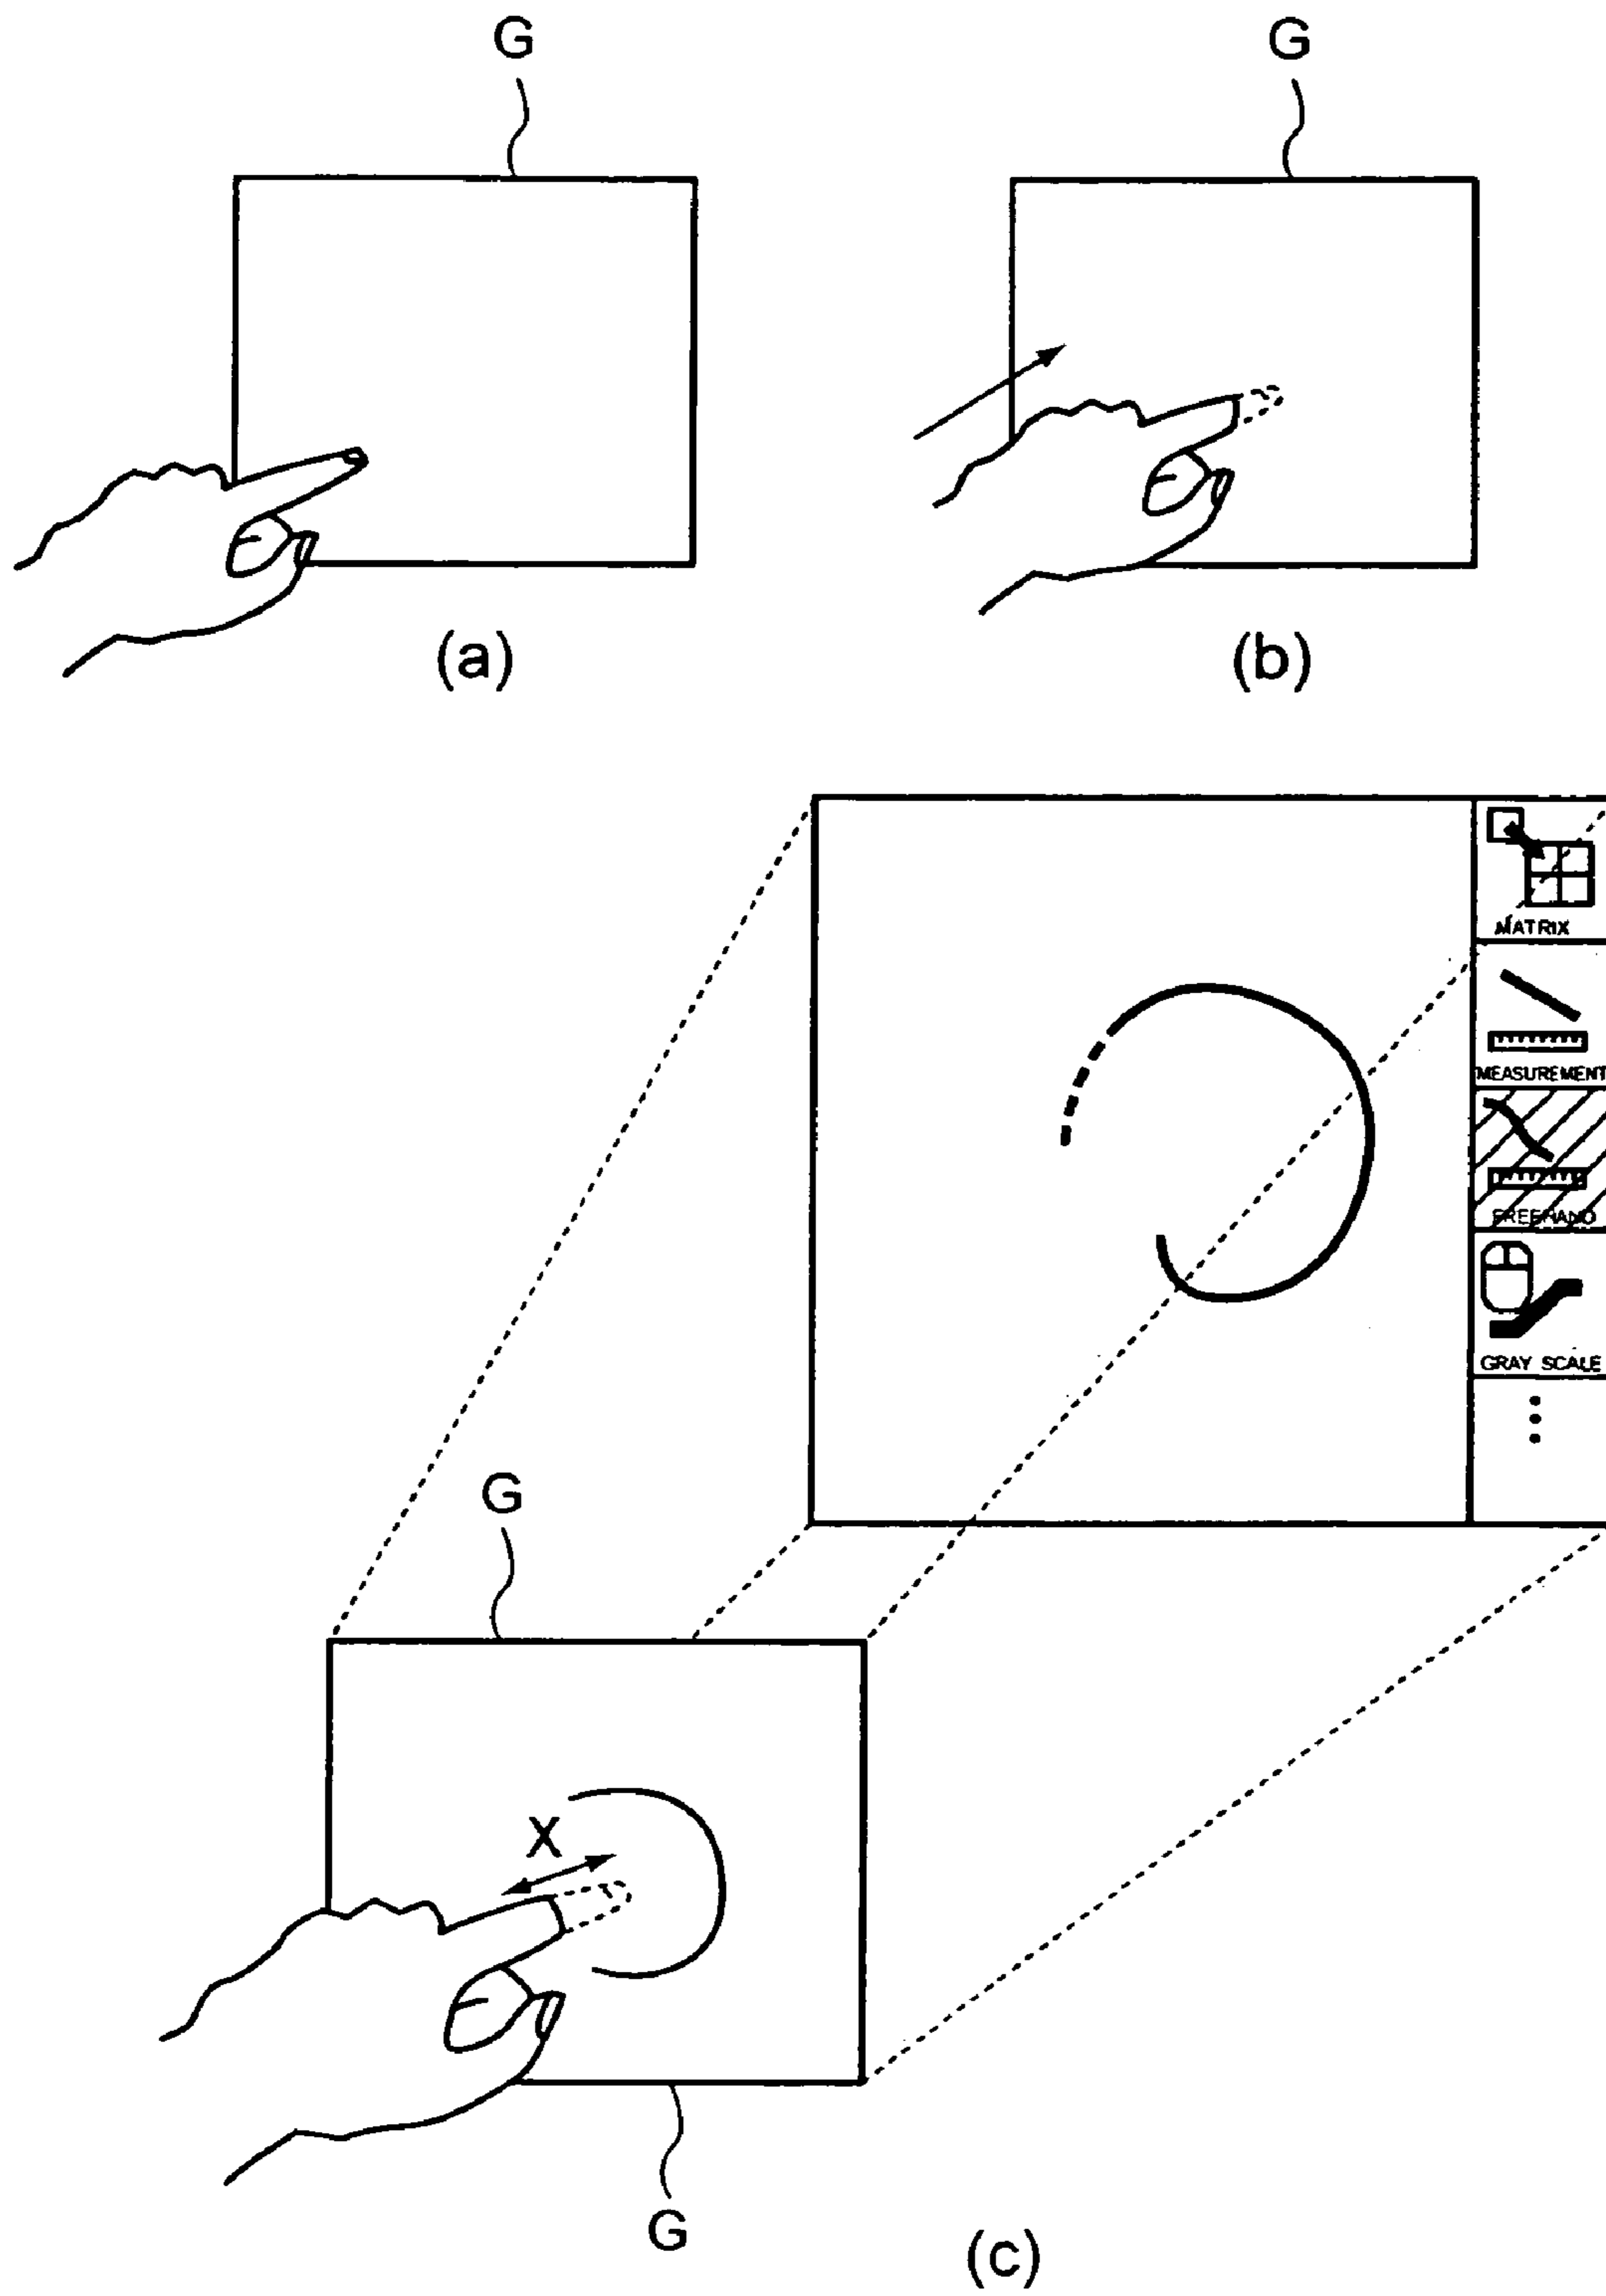 G
G
(a)
(b)
MATRIX
MEASUREMENT
FREEHAND
GRAY SCALE
G
X
G
(c)